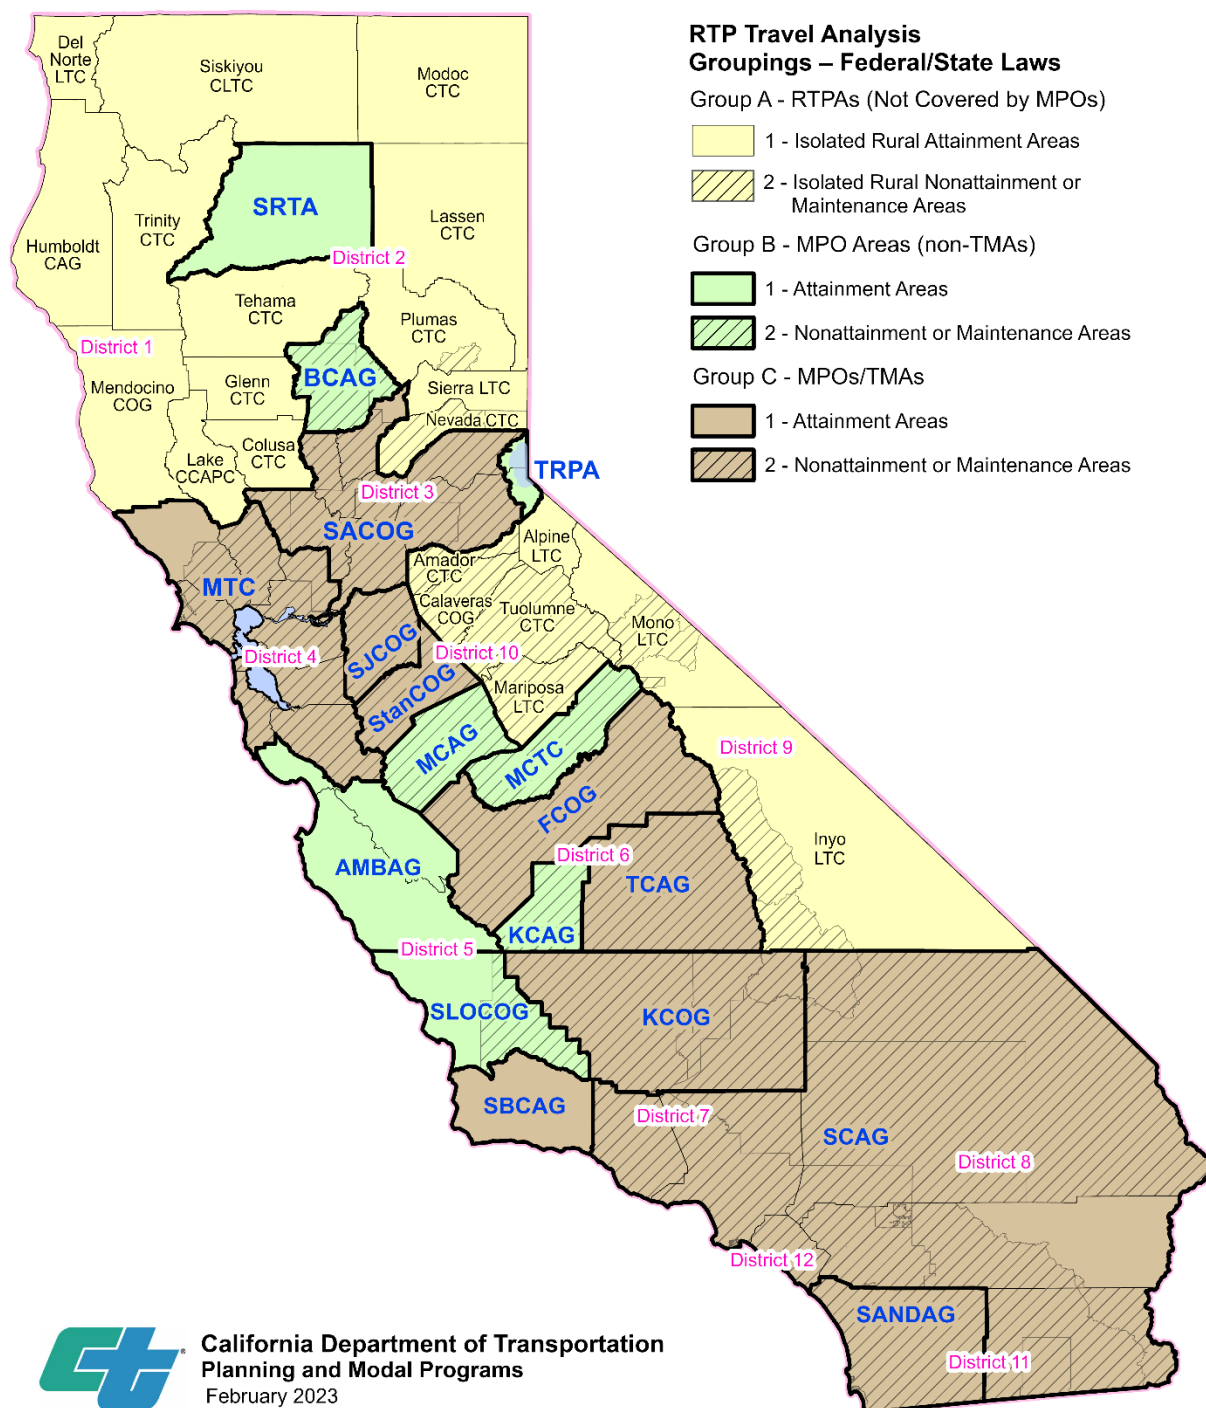 RTP Travel Analysis
Groupings – Federal/State Laws
Group A - RTPAs (Not Covered by MPOs)
1 - Isolated Rural Attainment Areas
2 - Isolated Rural Nonattainment or
Maintenance Areas
Group B - MPO Areas (non-TMAs)
1 - Attainment Areas
2 - Nonattainment or Maintenance Areas
Group C - MPOs/TMAs
1 - Attainment Areas
2 - Nonattainment or Maintenance Areas
Del
Norte
LTC
Siskiyou
CLTC
Modoc
CTC
SRTA
Trinity
CTC
Lassen
CTC
Humboldt
CAG
District 2
Tehama
CTC
Plumas
CTC
District 1
Mendocino
COG
Glenn
CTC
BCAG
Sierra LTC
Nevada CTC
Colusa
CTC
Lake
CCAPC
TRPA
District 3
SACOG
Alpine
LTC
Amador
CTC
MTC
Calaveras
COG
Tuolumne
CTC
Mono
LTC
District 4
SJCOG
District 10
StanCOG
Mariposa
LTC
MCAG
MCTC
District 9
FCOG
Inyo
LTC
District 6
AMBAG
TCAG
KCAG
District 5
SLOCOG
KCOG
SBCAG
District 7
SCAG
District 8
District 12
SANDAG
District 11
California Department of Transportation
Planning and Modal Programs
February 2023
ct
®